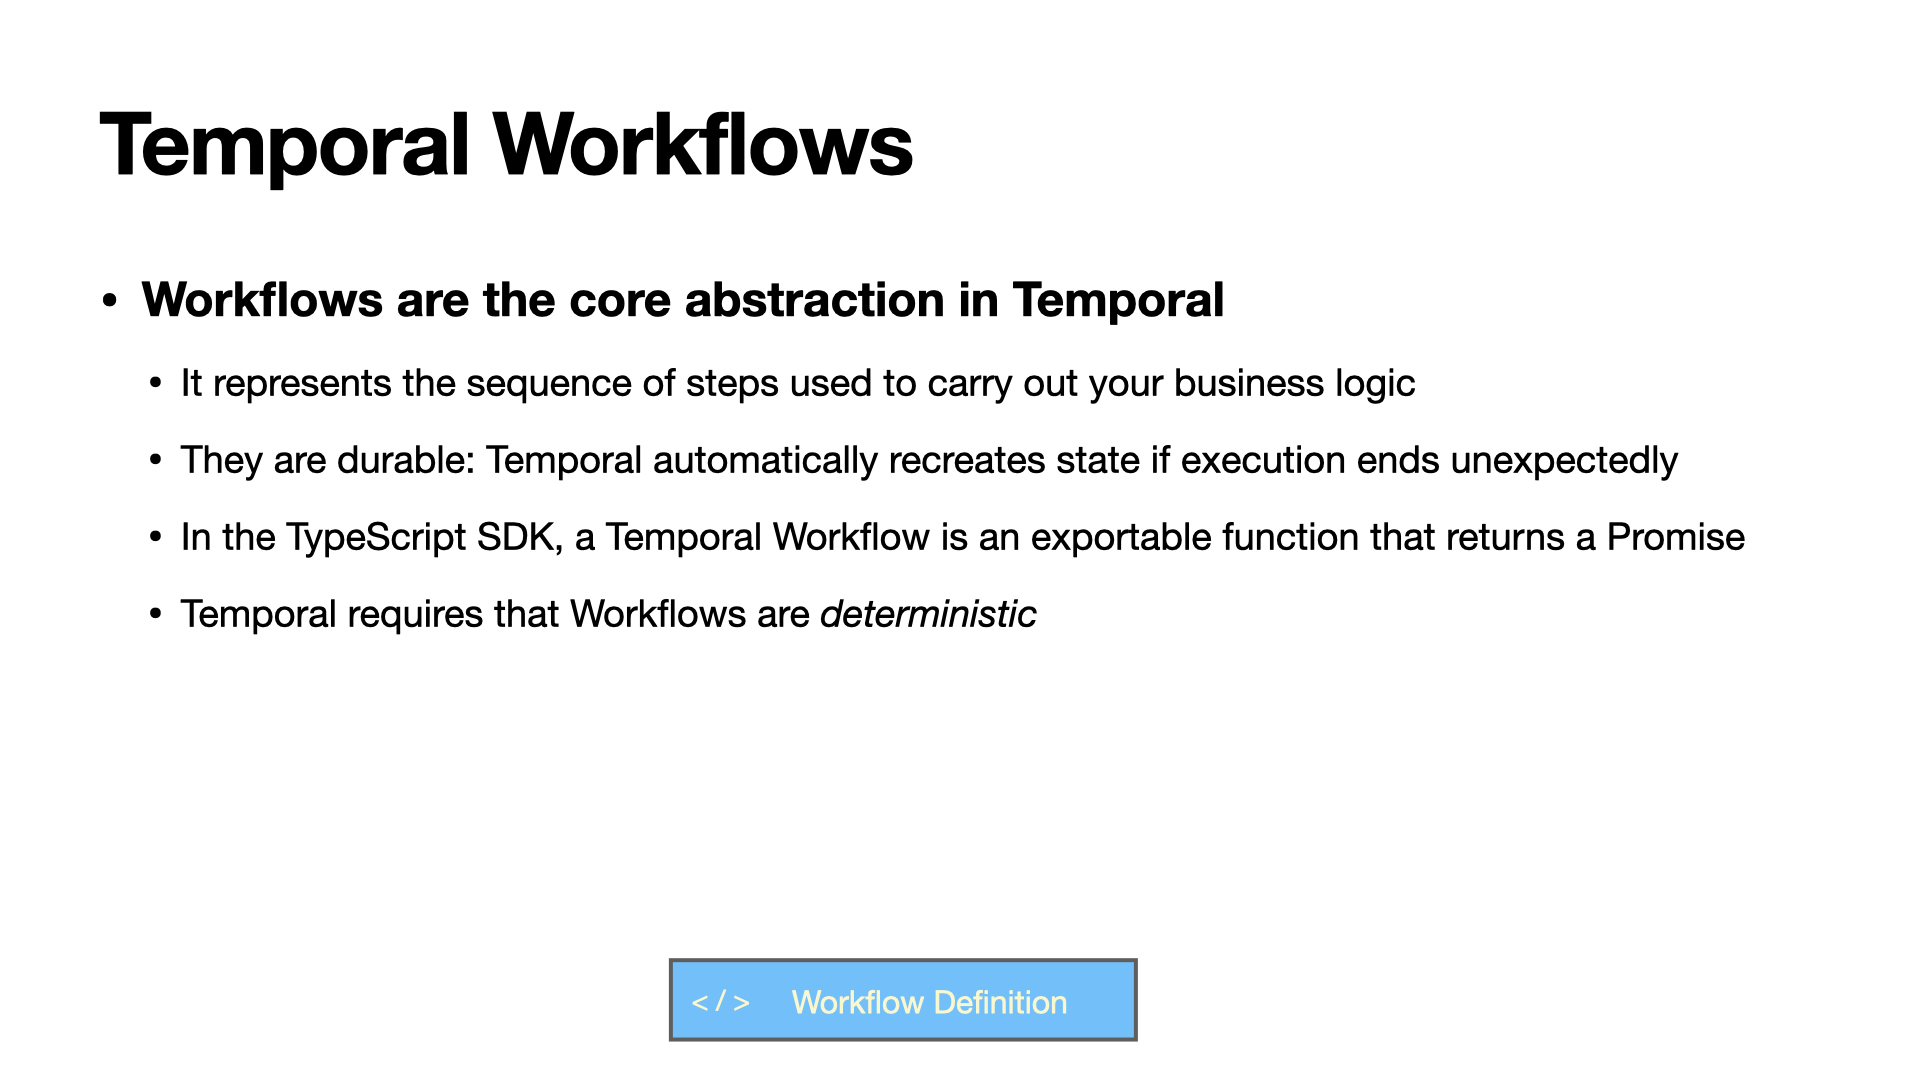 Temporal Workflows
• Workflows are the core abstraction in Temporal
• It represents the sequence of steps used to carry out your business logic
• They are durable: Temporal automatically recreates state if execution ends unexpectedly
• In the TypeScript SDK, a Temporal Workflow is an exportable function that returns a Promise
• Temporal requires that Workflows are deterministic
</> Workflow Definition